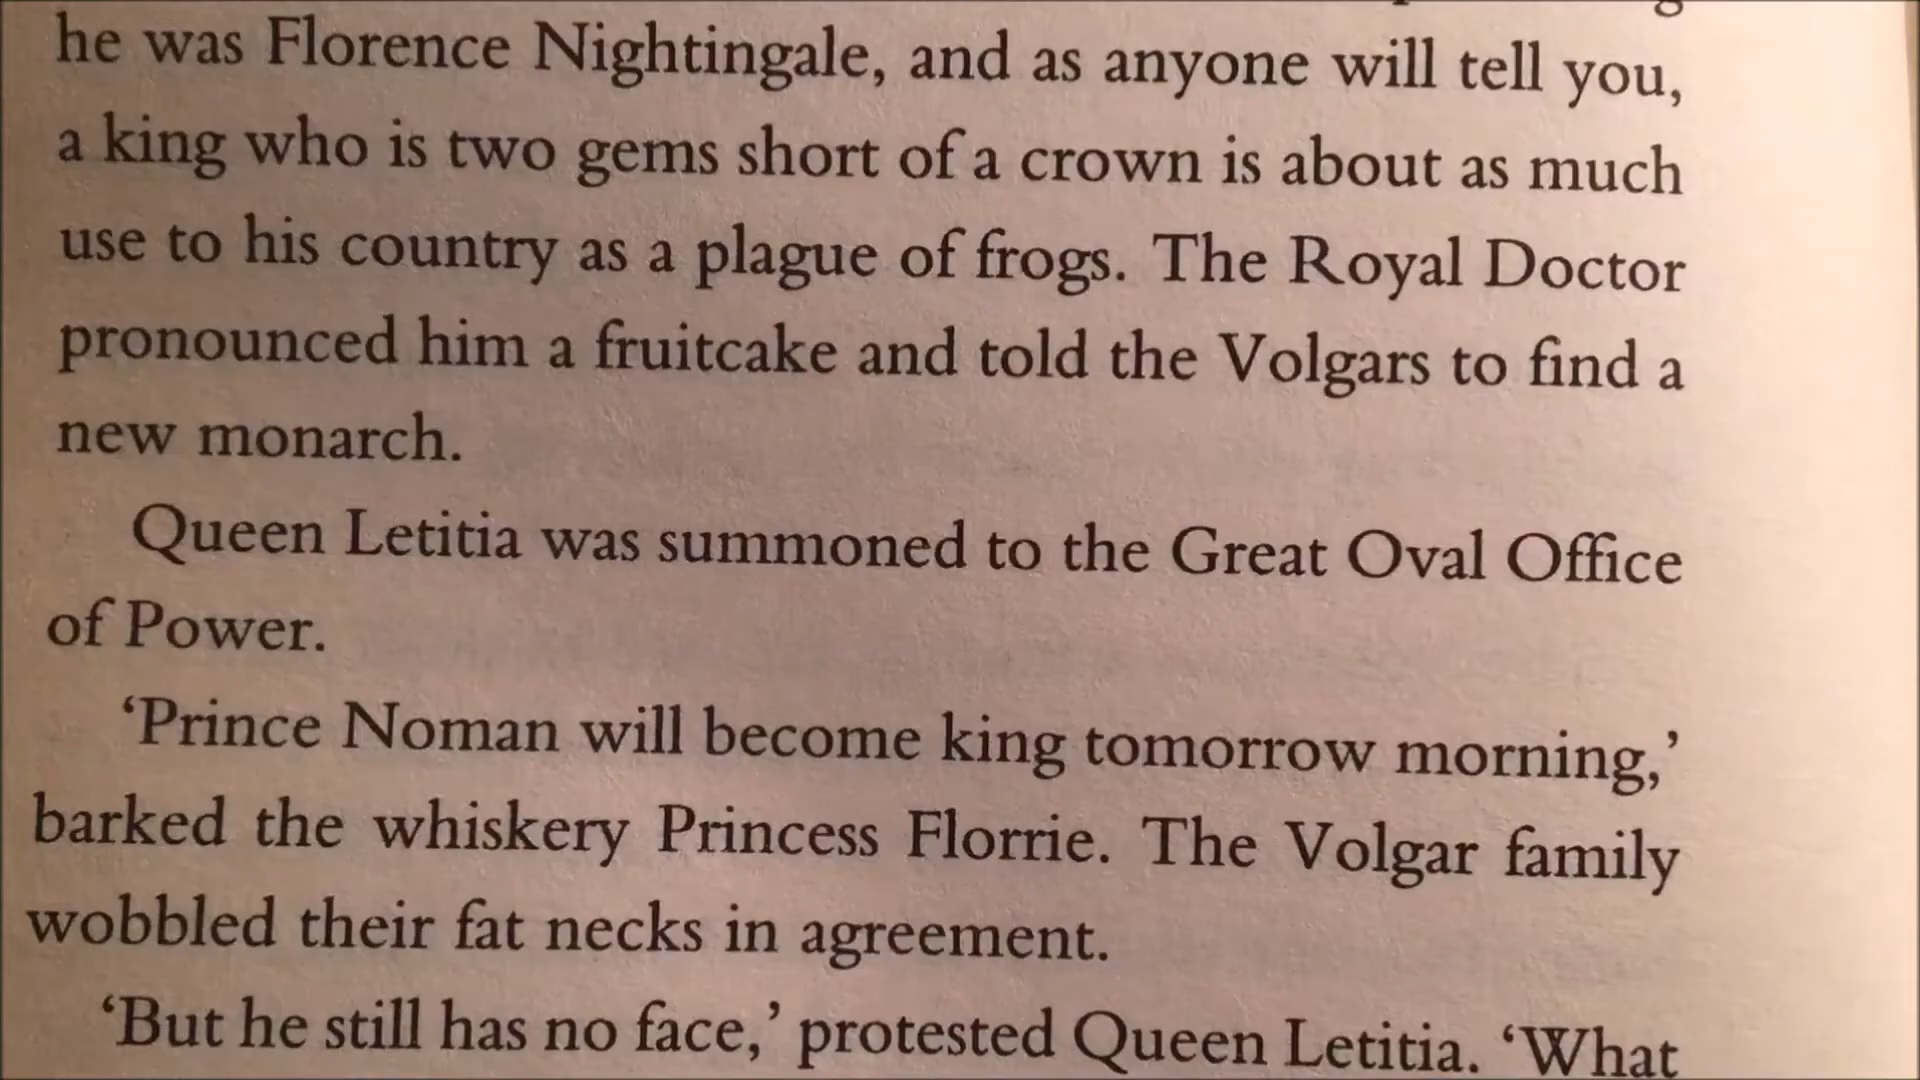 he was Florence Nightingale, and as anyone will tell you,
a king who is two gems short of a crown is about as much
use to his country as a plague of frogs. The Royal Doctor
pronounced him a fruitcake and told the Volgars to find a
new monarch.
Queen Letitia was summoned to the Great Oval Office
of Power.
‘Prince Noman will become king tomorrow morning,’
barked the whiskery Princess Florrie. The Volgar family
wobbled their fat necks in agreement.
‘But he still has no face,’ protested Queen Letitia. ‘What